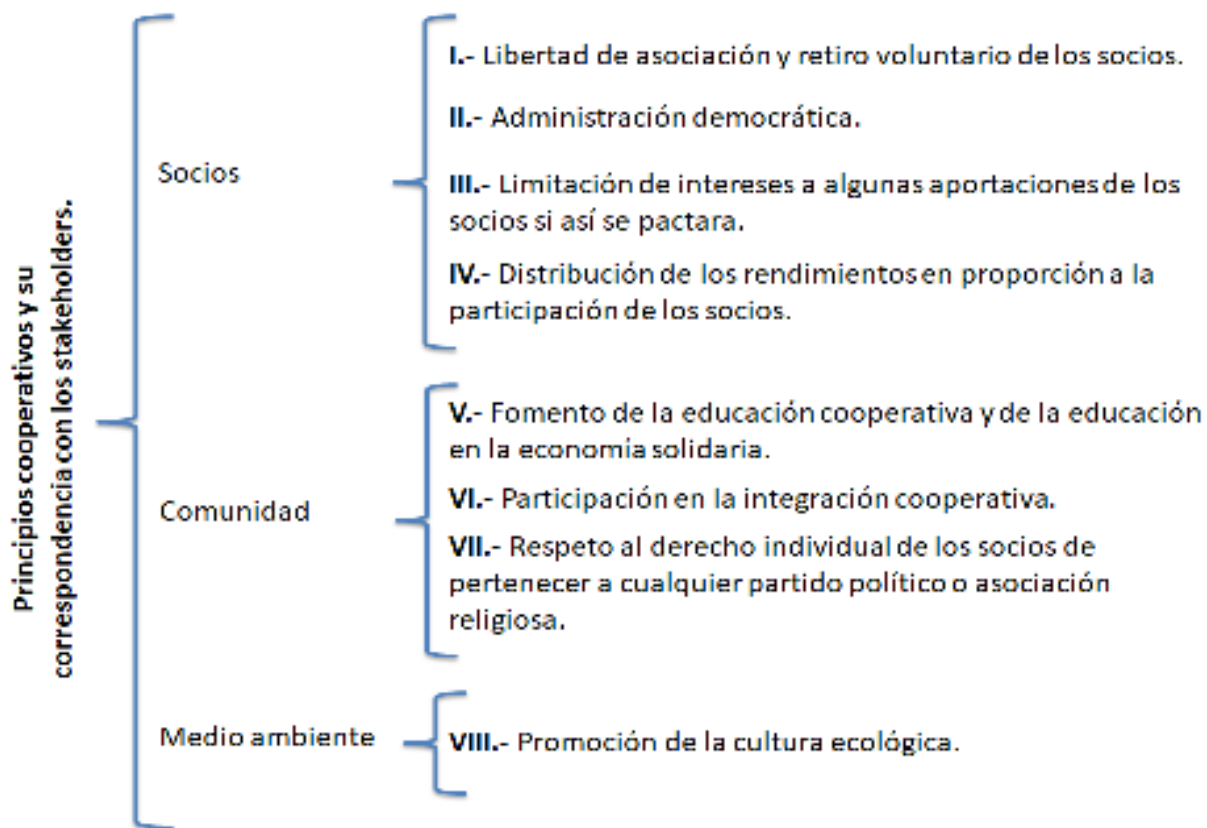 Principios cooperativos y su
correspondencia con los stakeholders.
Socios
I.- Libertad de asociación y retiro voluntario de los socios.
II.- Administración democrática.
III.- Limitación de intereses a algunas aportaciones de los
socios si así se pactara.
IV.- Distribución de los rendimientos en proporción a la
participación de los socios.
Comunidad
V.- Fomento de la educación cooperativa y de la educación
en la economía solidaria.
VI.- Participación en la integración cooperativa.
VII.- Respeto al derecho individual de los socios de
pertenecer a cualquier partido político o asociación
religiosa.
Medio ambiente
VIII.- Promoción de la cultura ecológica.